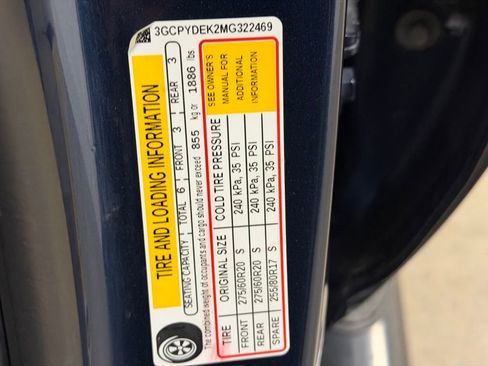 3GCPYDEK2MG322469
TIRE AND LOADING INFORMATION
SEATING CAPACITY | TOTAL 6 | FRONT 3 | REAR 3
The combined weight of occupants and cargo should never exceed 855 kg or 1886 lbs
TIRE ORIGINAL SIZE COLD TIRE PRESSURE
FRONT 275/60R20 S 240 kPa, 35 PSI
REAR 275/60R20 S 240 kPa, 35 PSI
SPARE 255/80R17 S 240 kPa, 35 PSI
SEE OWNER'S
MANUAL FOR
ADDITIONAL
INFORMATION